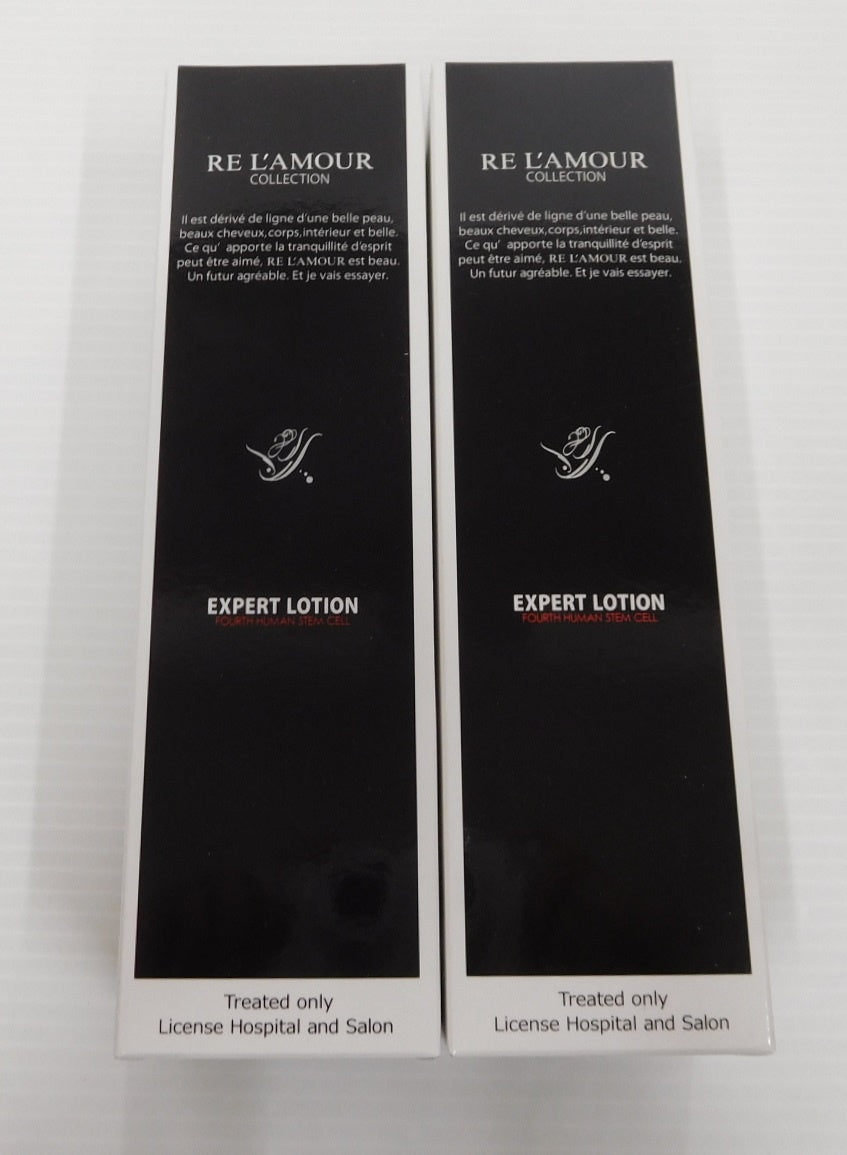 RE L'AMOUR
COLLECTION
Il est dérivé de ligne d'une belle peau,
beaux cheveux,corps,intérieur et belle.
Ce qu' apporte la tranquillité d'esprit
peut être aimé, RE L'AMOUR est beau.
Un futur agréable. Et je vais essayer.
EXPERT LOTION
FOURTH HUMAN STEM CELL
Treated only
License Hospital and Salon
RE L'AMOUR
COLLECTION
Il est dérivé de ligne d'une belle peau,
beaux cheveux,corps,intérieur et belle.
Ce qu' apporte la tranquillité d'esprit
peut être aimé, RE L'AMOUR est beau.
Un futur agréable. Et je vais essayer.
EXPERT LOTION
FOURTH HUMAN STEM CELL
Treated only
License Hospital and Salon